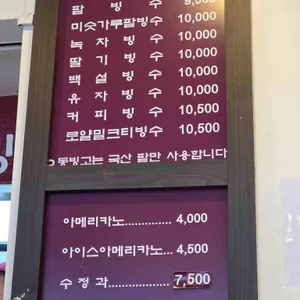 팥 빙 수 9,500
미숫가루팥빙수 10,000
녹 차 빙 수 10,000
딸 기 빙 수 10,000
백 설 빙 수 10,000
유 자 빙 수 10,000
커 피 빙 수 10,500
로얄밀크티빙수 10,500
동빙고는 국산 팥만 사용합니다
아메리카노.............. 4,000
아이스아메리카노.... 4,500
수 정 과................... 7,500